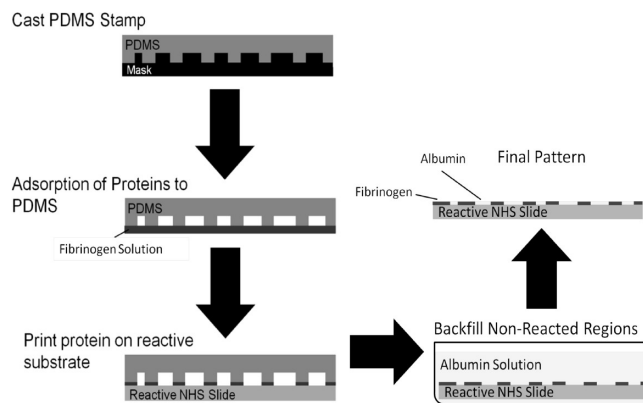 Cast PDMS Stamp
PDMS
Mask
Adsorption of Proteins to
PDMS
PDMS
Fibrinogen Solution
Print protein on reactive
substrate
Reactive NHS Slide
Backfill Non-Reacted Regions
Albumin Solution
Reactive NHS Slide
Final Pattern
Albumin
Fibrinogen
Reactive NHS Slide